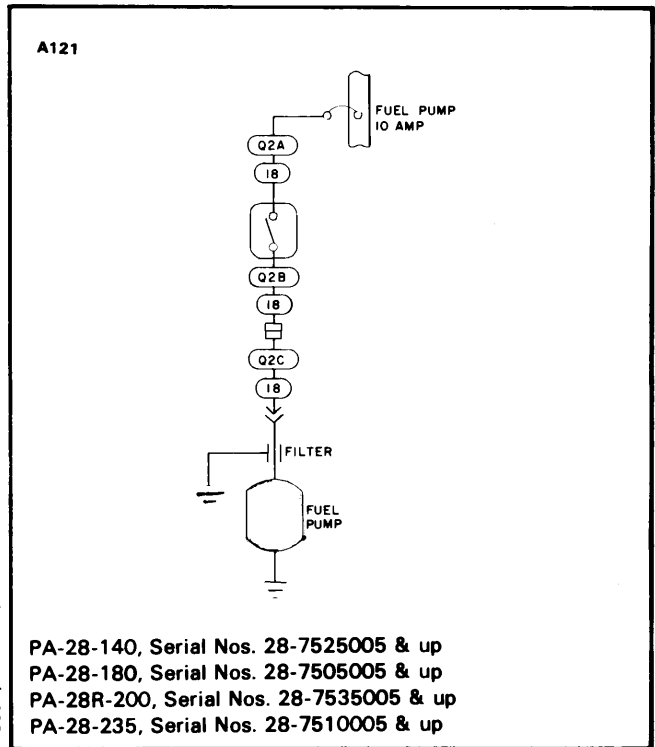 A121
FUEL PUMP
10 AMP
Q2A
18
Q2B
18
Q2C
18
FILTER
FUEL
PUMP
PA-28-140, Serial Nos. 28-7525005 & up
PA-28-180, Serial Nos. 28-7505005 & up
PA-28R-200, Serial Nos. 28-7535005 & up
PA-28-235, Serial Nos. 28-7510005 & up